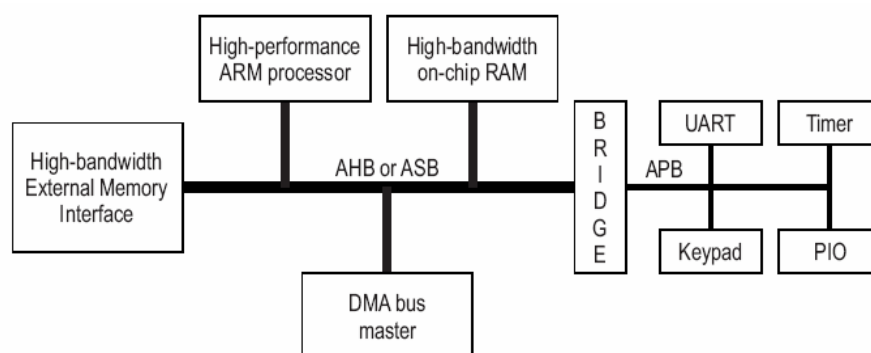 High-performance
ARM processor
High-bandwidth
on-chip RAM
High-bandwidth
External Memory
Interface
AHB or ASB
B
R
I
D
G
E
APB
UART
Timer
Keypad
PIO
DMA bus
master